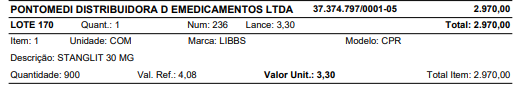 PONTOMEDI DISTRIBUIDORA D EMEDICAMENTOS LTDA 37.374.797/0001-05 2.970,00
LOTE 170 Quant.: 1 Num: 236 Lance: 3,30 Total: 2.970,00
Item: 1 Unidade: COM Marca: LIBBS Modelo: CPR
Descrição: STANGLIT 30 MG
Quantidade: 900 Val. Ref.: 4,08 Valor Unit.: 3,30 Total Item: 2.970,00